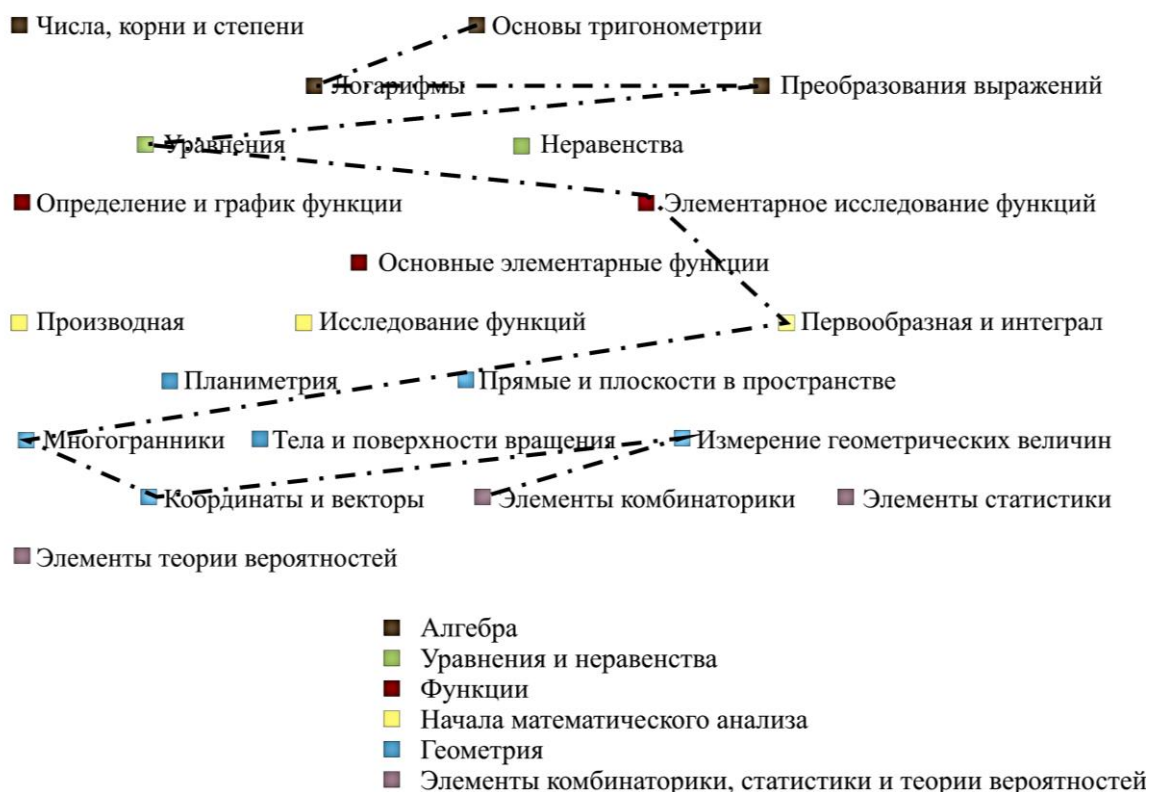 Числа, корни и степени Основы тригонометрии
Логарифмы Преобразования выражений
Уравнения Неравенства
Определение и график функции Элементарное исследование функций
Основные элементарные функции
Производная Исследование функций Первообразная и интеграл
Планиметрия Прямые и плоскости в пространстве
Многогранники Тела и поверхности вращения Измерение геометрических величин
Координаты и векторы Элементы комбинаторики Элементы статистики
Элементы теории вероятностей
Алгебра
Уравнения и неравенства
Функции
Начала математического анализа
Геометрия
Элементы комбинаторики, статистики и теории вероятностей